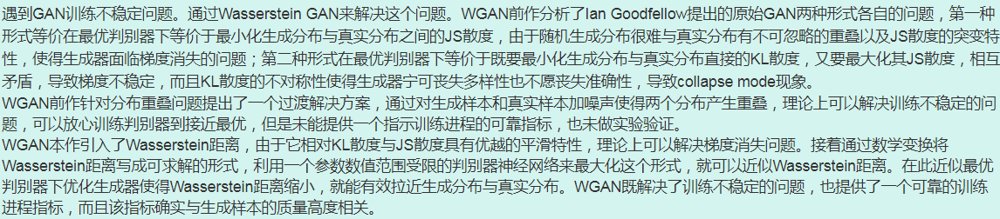 遇到GAN训练不稳定问题。通过Wasserstein GAN来解决这个问题。WGAN前作分析了Ian Goodfellow提出的原始GAN两种形式各自的问题，第一种
形式等价在最优判别器下等价于最小化生成分布与真实分布之间的JS散度，由于随机生成分布很难与真实分布有不可忽略的重叠以及JS散度的突变特
性，使得生成器面临梯度消失的问题；第二种形式在最优判别器下等价于既要最小化生成分布与真实分布直接的KL散度，又要最大化其JS散度，相互
矛盾，导致梯度不稳定，而且KL散度的不对称性使得生成器宁可丧失多样性也不愿丧失准确性，导致collapse mode现象。
WGAN前作针对分布重叠问题提出了一个过渡解决方案，通过对生成样本和真实样本加噪声使得两个分布产生重叠，理论上可以解决训练不稳定的问
题，可以放心训练判别器到接近最优，但是未能提供一个指示训练进程的可靠指标，也未做实验验证。
WGAN本作引入了Wasserstein距离，由于它相对KL散度与JS散度具有优越的平滑特性，理论上可以解决梯度消失问题。接着通过数学变换将
Wasserstein距离写成可求解的形式，利用一个参数数值范围受限的判别器神经网络来最大化这个形式，就可以近似Wasserstein距离。在此近似最优
判别器下优化生成器使得Wasserstein距离缩小，就能有效拉近生成分布与真实分布。WGAN既解决了训练不稳定的问题，也提供了一个可靠的训练
进程指标，而且该指标确实与生成样本的质量高度相关。